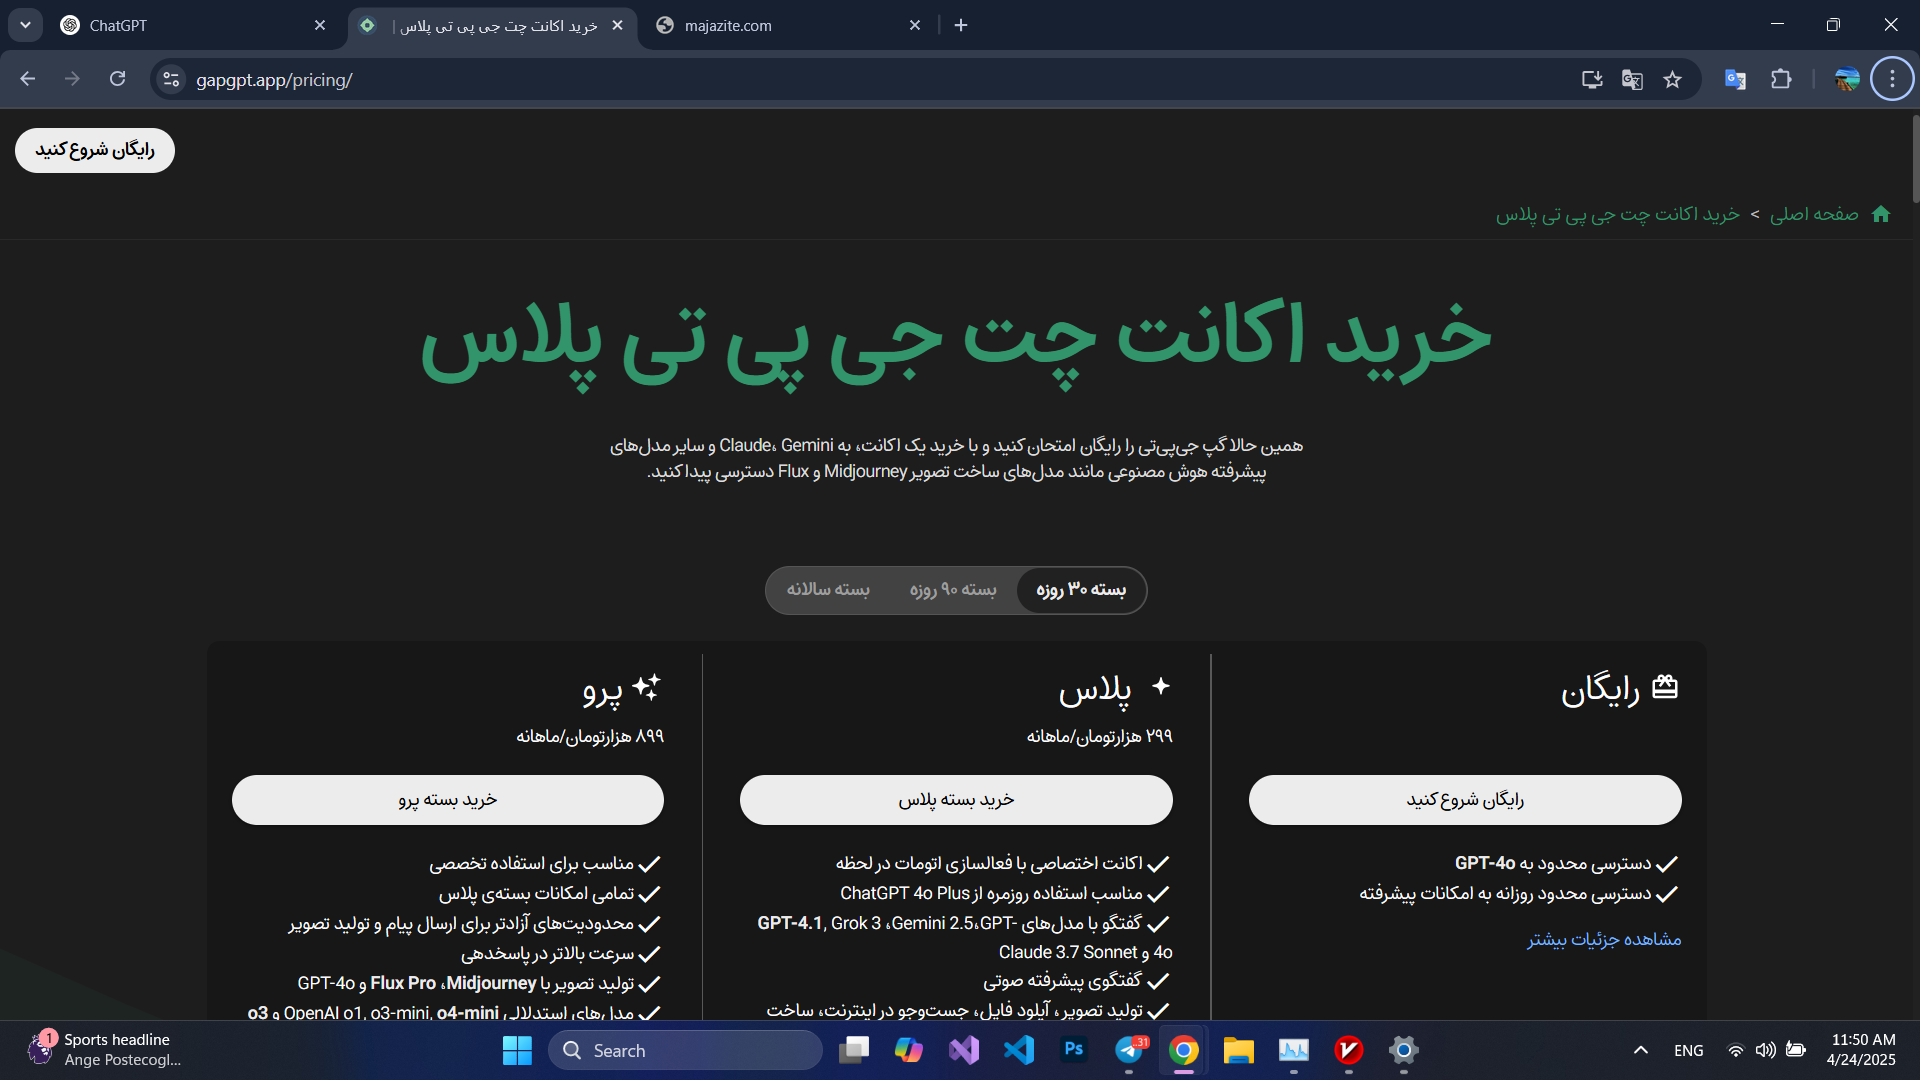 ChatGPT
خرید اکانت چت جی پی تی پلاس |
majazite.com
gapgpt.app/pricing/
رایگان شروع کنید
صفحه اصلی > خرید اکانت چت جی پی تی پلاس
خرید اکانت چت جی پی تی پلاس
همین حالا گپ جی‌پی‌تی را رایگان امتحان کنید و با خرید یک اکانت، به Claude، Gemini و سایر مدل‌های
پیشرفته هوش مصنوعی مانند مدل‌های ساخت تصویر Midjourney و Flux دسترسی پیدا کنید.
بسته ۳۰ روزه
بسته ۹۰ روزه
بسته سالانه
رایگان
رایگان شروع کنید
دسترسی محدود به GPT-4o
دسترسی محدود روزانه به امکانات پیشرفته
مشاهده جزئیات بیشتر
پلاس
۲۹۹ هزارتومان/ماهانه
خرید بسته پلاس
اکانت اختصاصی با فعالسازی اتومات در لحظه
مناسب استفاده روزمره از ChatGPT 4o Plus
گفتگو با مدل‌های GPT-4.1, Grok 3 ،Gemini 2.5،GPT-
4o و Claude 3.7 Sonnet
گفتگوی پیشرفته صوتی
تولید تصویر، آپلود فایل، جست‌وجو در اینترنت، ساخت
پرو
۸۹۹ هزارتومان/ماهانه
خرید بسته پرو
مناسب برای استفاده تخصصی
تمامی امکانات بسته‌ی پلاس
محدودیت‌های آزادتر برای ارسال پیام و تولید تصویر
سرعت بالاتر در پاسخدهی
تولید تصویر با Flux Pro ،Midjourney و GPT-4o
مدل‌های استدلالی OpenAI o1, o3-mini, o4-mini و o3
1
Sports headline
Ange Postecogl...
Search
Ps
..31
ENG
11:50 AM
4/24/2025